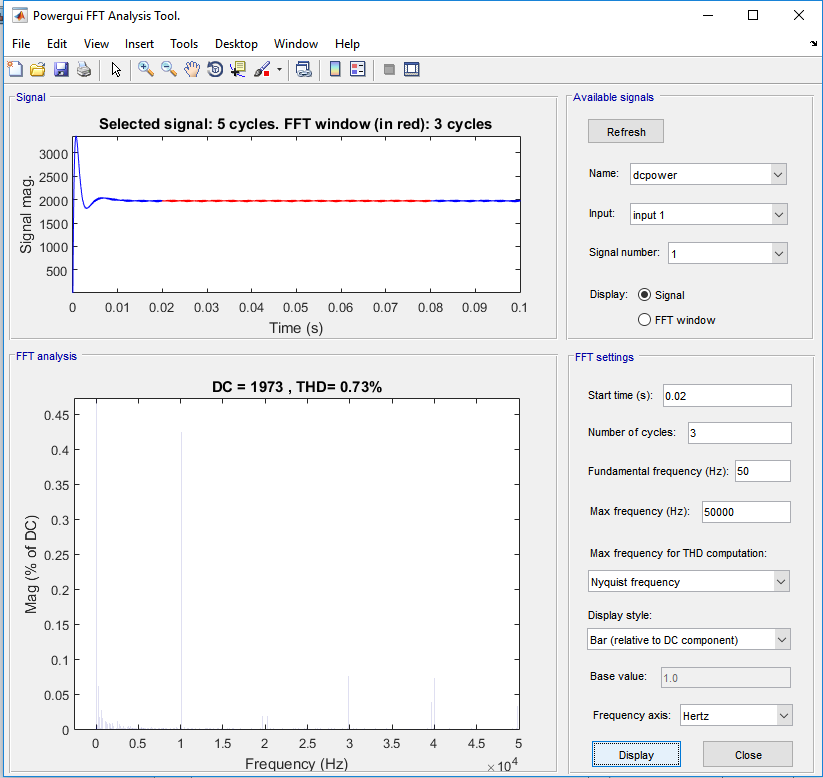 Powergui FFT Analysis Tool.
File Edit View Insert Tools Desktop Window Help
Signal
Selected signal: 5 cycles. FFT window (in red): 3 cycles
3000
2500
2000
1500
1000
500
Signal mag.
0 0.01 0.02 0.03 0.04 0.05 0.06 0.07 0.08 0.09 0.1
Time (s)
Available signals
Refresh
Name: dcpower
Input: input 1
Signal number: 1
Display: Signal
FFT window
FFT analysis
DC = 1973 , THD= 0.73%
0.45
0.4
0.35
0.3
0.25
0.2
0.15
0.1
0.05
0
Mag (% of DC)
0 0.5 1 1.5 2 2.5 3 3.5 4 4.5 5
Frequency (Hz) ×10⁴
FFT settings
Start time (s): 0.02
Number of cycles: 3
Fundamental frequency (Hz): 50
Max frequency (Hz): 50000
Max frequency for THD computation:
Nyquist frequency
Display style:
Bar (relative to DC component)
Base value: 1.0
Frequency axis: Hertz
Display Close